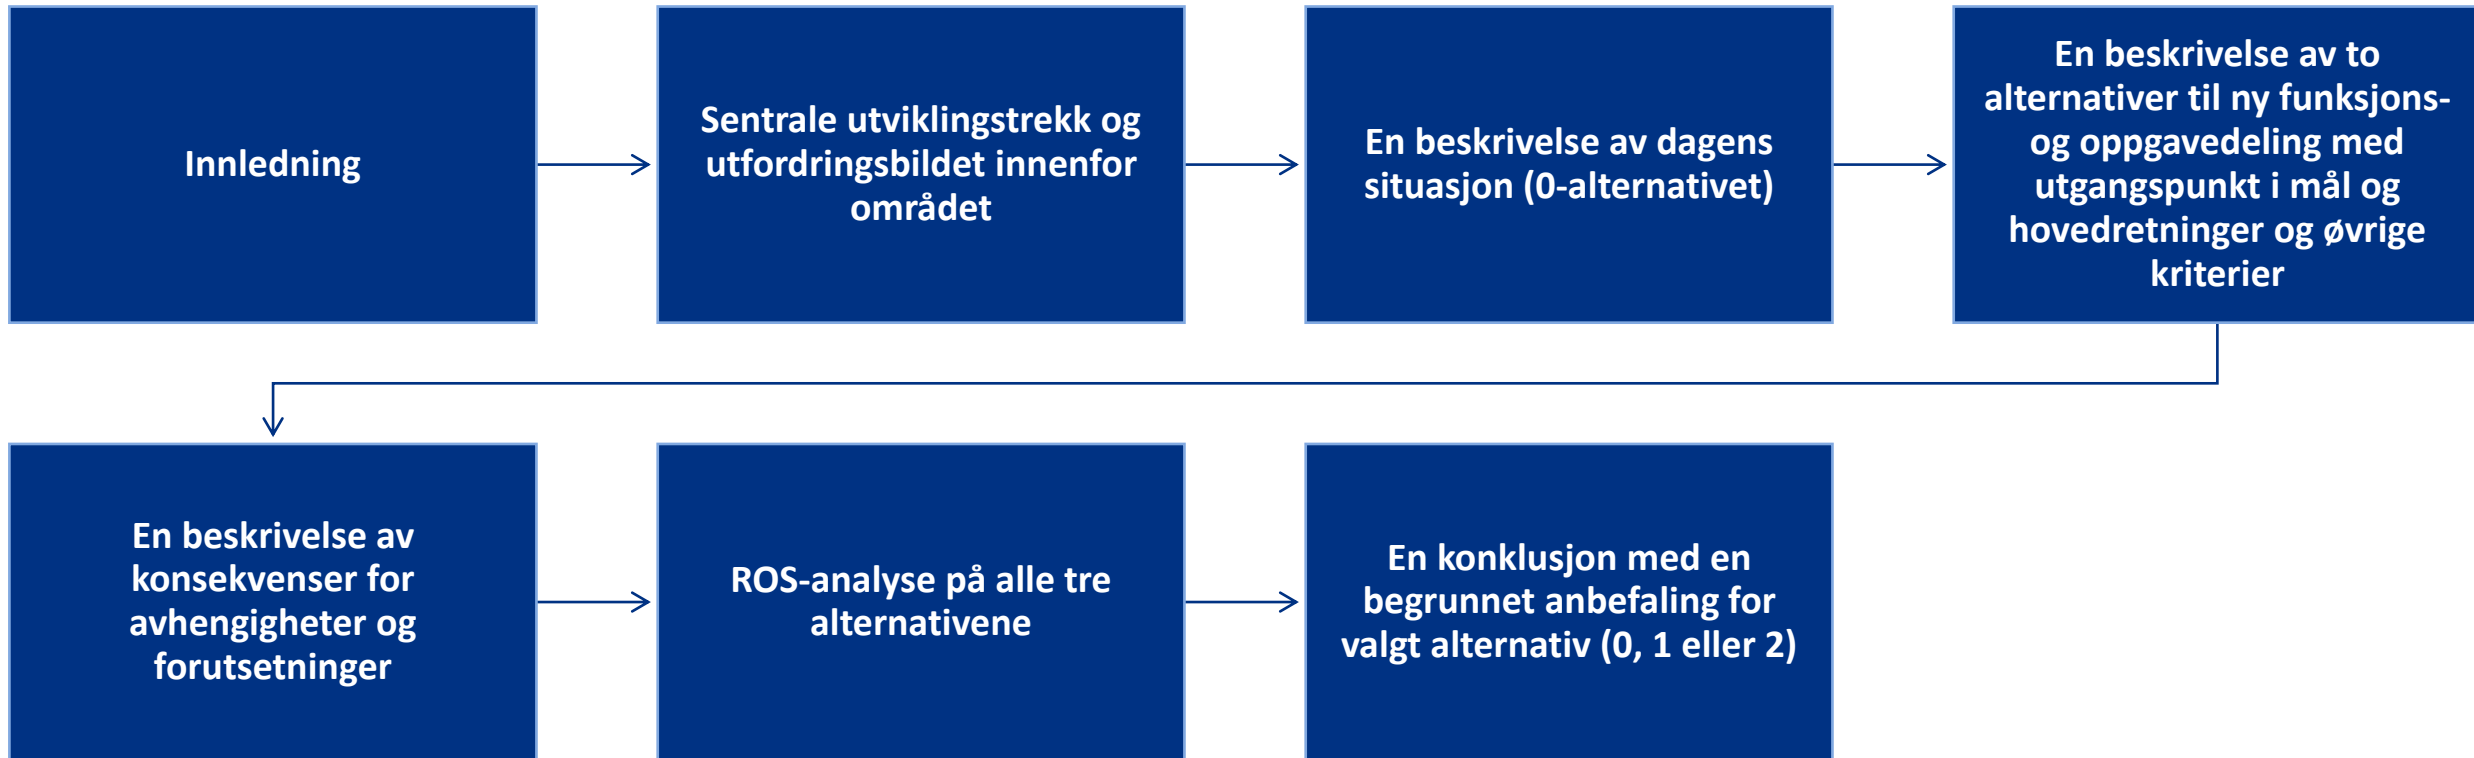 Innledning
Sentrale utviklingstrekk og
utfordringsbildet innenfor
området
En beskrivelse av dagens
situasjon (0-alternativet)
En beskrivelse av to
alternativer til ny funksjons-
og oppgavedeling med
utgangspunkt i mål og
hovedretninger og øvrige
kriterier
En beskrivelse av
konsekvenser for
avhengigheter og
forutsetninger
ROS-analyse på alle tre
alternativene
En konklusjon med en
begrunnet anbefaling for
valgt alternativ (0, 1 eller 2)